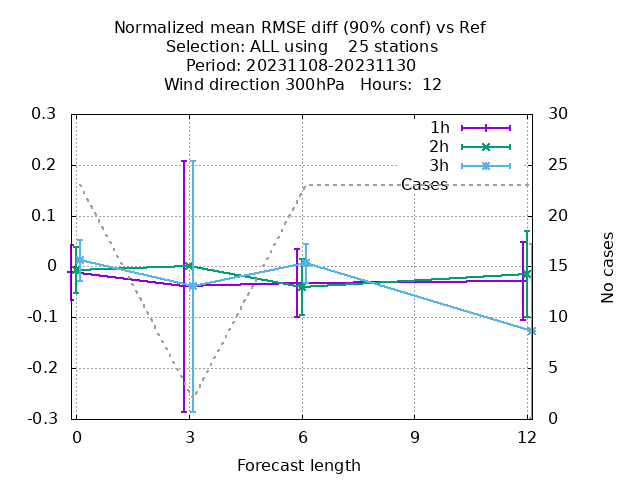 Normalized mean RMSE diff (90% conf) vs Ref
Selection: ALL using    25 stations
Period: 20231108-20231130
Wind direction 300hPa   Hours:  12
0.3
0.2
0.1
0
-0.1
-0.2
-0.3
30
25
20
15
10
5
0
1h
2h
3h
Cases
No cases
0
3
6
9
12
Forecast length